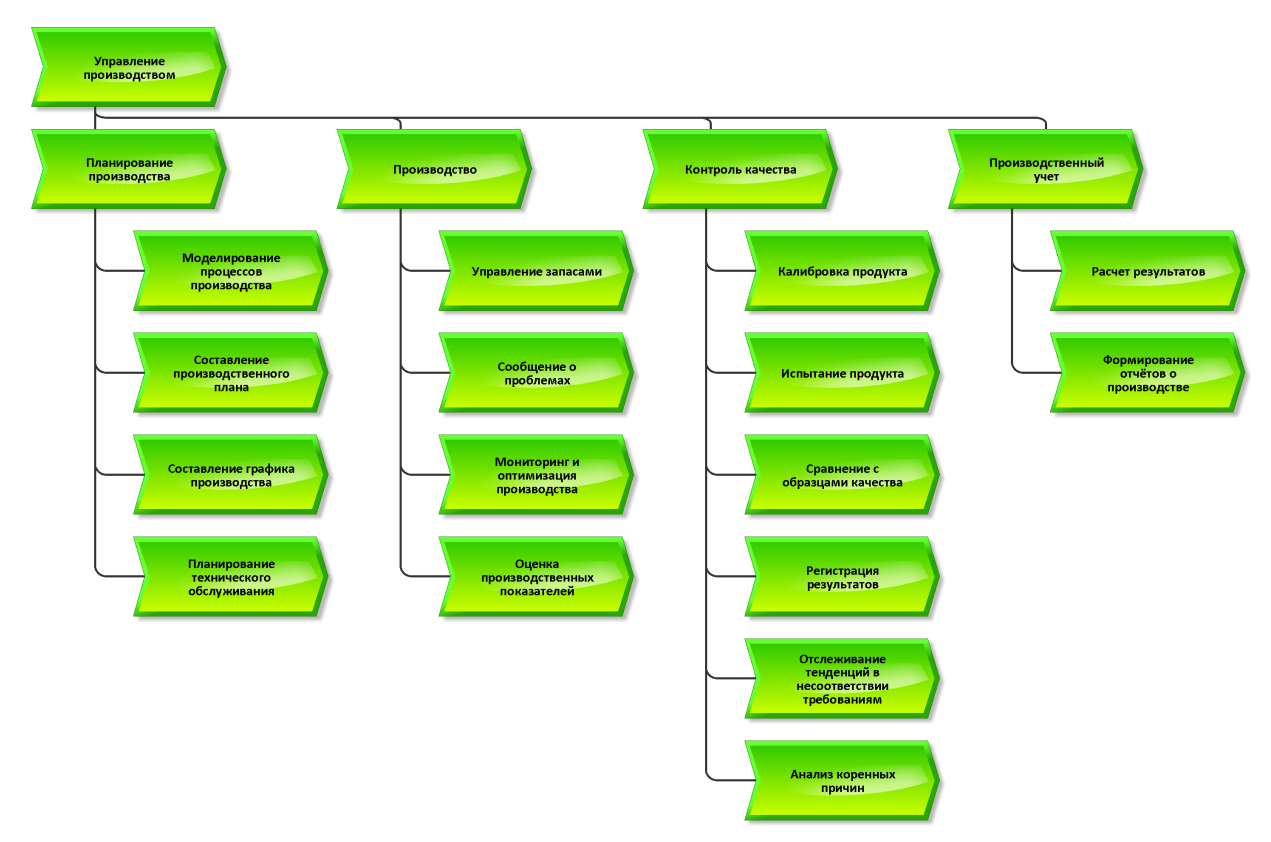 Управление
производством
Планирование
производства
Производство
Контроль качества
Производственный
учет
Моделирование
процессов
производства
Управление запасами
Калибровка продукта
Расчет результатов
Составление
производственного
плана
Сообщение о
проблемах
Испытание продукта
Формирование
отчётов о
производстве
Составление графика
производства
Мониторинг и
оптимизация
производства
Сравнение с
образцами качества
Планирование
технического
обслуживания
Оценка
производственных
показателей
Регистрация
результатов
Отслеживание
тенденций в
несоответствии
требованиям
Анализ коренных
причин